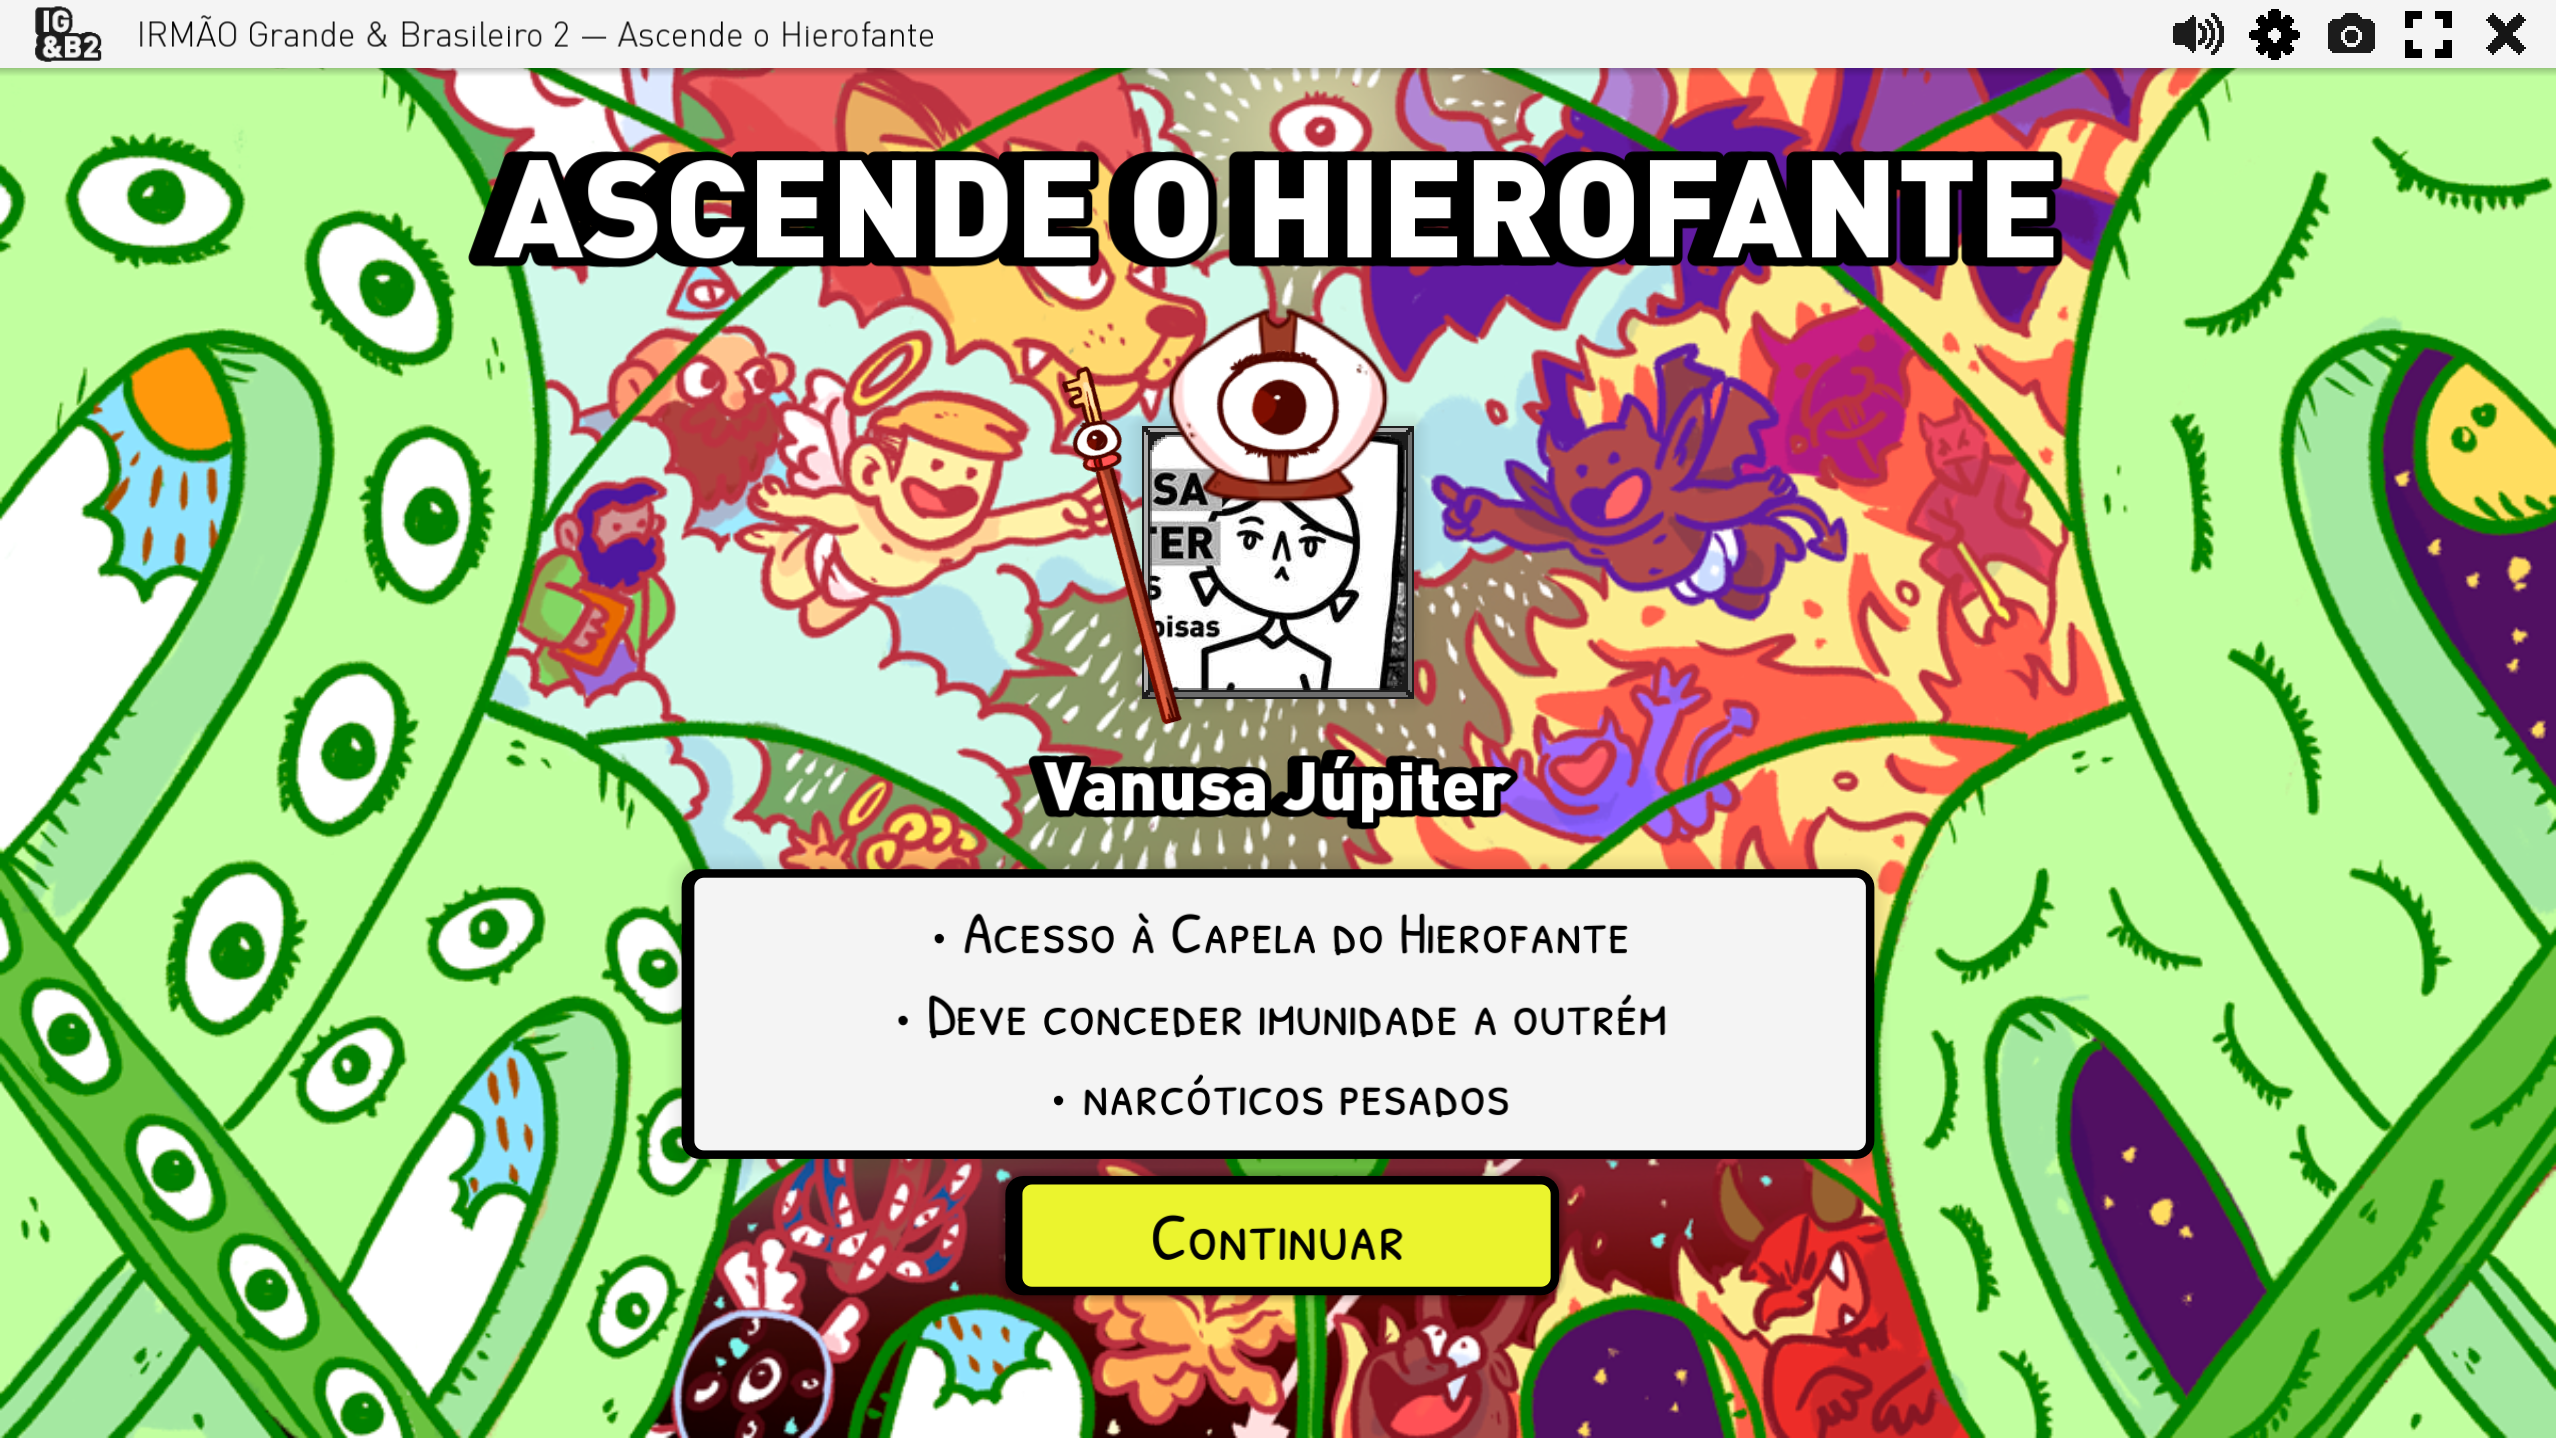 IG
&B2
IRMÃO Grande & Brasileiro 2 — Ascende o Hierofante
ASCENDE O HIEROFANTE
SA
TER
s
oisas
Vanusa Júpiter
• Acesso à Capela do Hierofante
• Deve conceder imunidade a outrém
• narcóticos pesados
Continuar